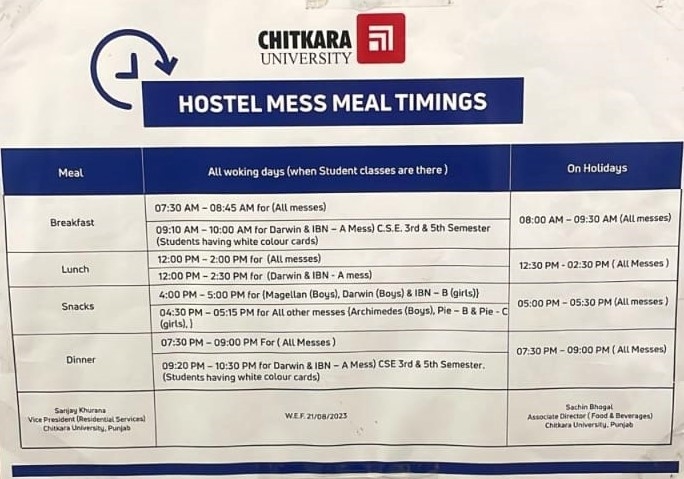 CHITKARA
UNIVERSITY
HOSTEL MESS MEAL TIMINGS
Meal
All woking days (when Student classes are there )
On Holidays
Breakfast
07:30 AM – 08:45 AM for (All messes)
09:10 AM – 10:00 AM for Darwin & IBN – A Mess) C.S.E. 3rd & 5th Semester
(Students having white colour cards)
08:00 AM – 09:30 AM (All messes)
Lunch
12:00 PM – 2:00 PM for (All messes)
12:00 PM – 2:30 PM for (Darwin & IBN - A mess)
12:30 PM - 02:30 PM ( All Messes )
Snacks
4:00 PM – 5:00 PM for {Magellan (Boys), Darwin (Boys) & IBN – B (girls)}
04:30 PM – 05:15 PM for All other messes {Archimedes (Boys), Pie – B & Pie - C
(girls), }
05:00 PM – 05:30 PM (All messes )
Dinner
07:30 PM – 09:00 PM For ( All Messes )
09:20 PM – 10:30 PM for Darwin & IBN – A Mess) CSE 3rd & 5th Semester.
(Students having white colour cards)
07:30 PM – 09:00 PM ( All Messes)
Sanjay Khurana
Vice President (Residential Services)
Chitkara University, Punjab
W.E.F. 21/08/2023
Sachin Bhogal
Associate Director ( Food & Beverages)
Chitkara University, Punjab